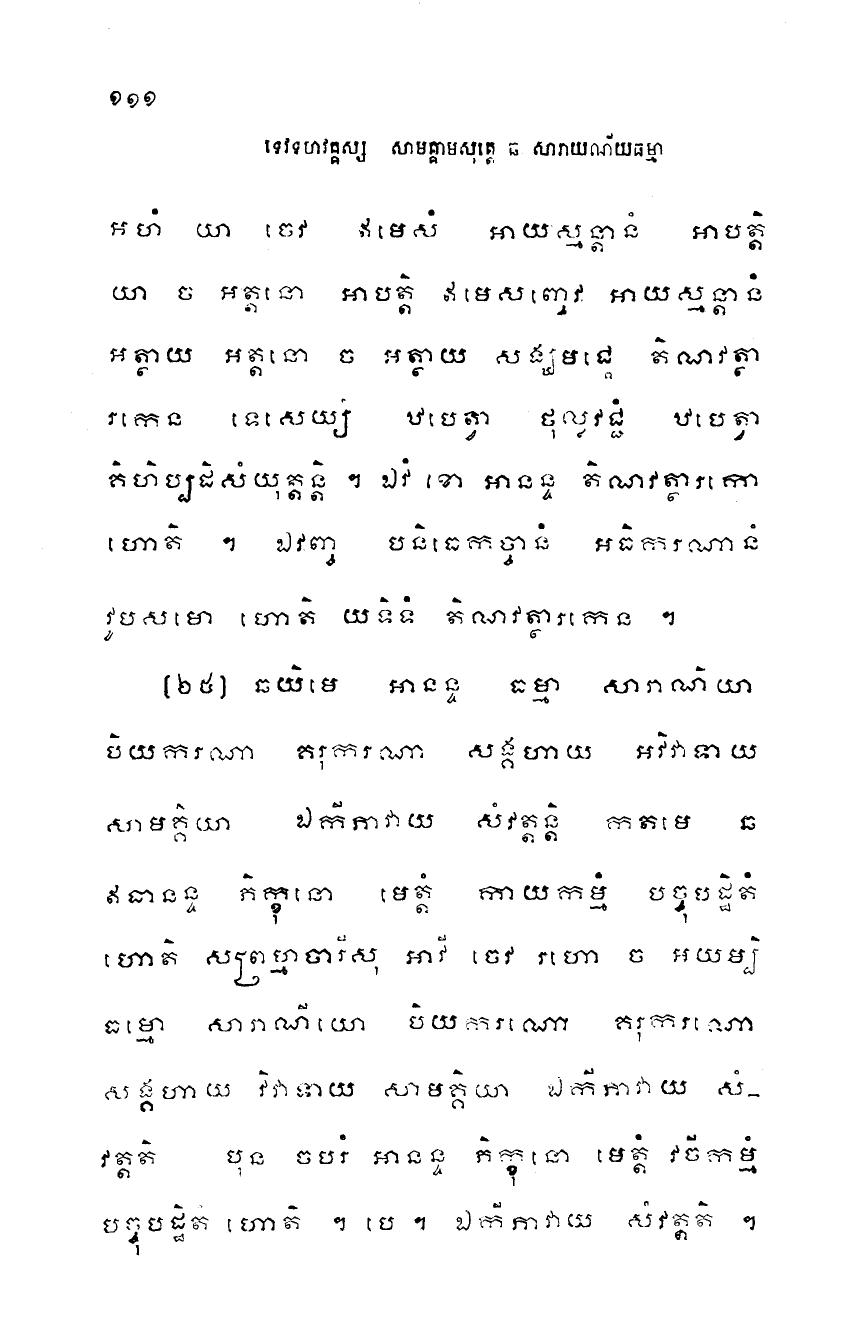 ១១១
ទេវទហវគ្គស្ស សាមគ្គាមសុត្តេ ឆ សារាយណីយធម្មា
អហំ យា ចេវ ឥមេសំ អាយស្មន្តានំ អាបត្តិ
យា ច អត្តនោ អាបត្តិ ឥមេសញ្ចេវ អាយស្មន្តានំ
អត្ថាយ អត្តនោ ច អត្ថាយ សង្ឃមជ្ឈេ តិណវត្ថា
រកេន ទេសេយ្យំ ឋបេត្វា ថុល្លវជ្ជំ ឋបេត្វា
គិហិប្បដិសំយុត្តន្តិ ។ ឯវំ ខោ អានន្ទ តិណវត្ថារកោ
ហោតិ ។ ឯវញ្ច បនិធេកច្ចានំ អធិករណានំ
វូបសមោ ហោតិ យទិទំ តិណវត្ថារកេន ។
[២៥] ឆយិមេ អានន្ទ ធម្មា សារាណិយា
បិយករណា គរុករណា សង្គហាយ អវិវាទាយ
សាមគ្គិយា ឯកីភាវាយ សំវត្តន្តិ កតមេ ឆ
ឥធានន្ទ ភិក្ខុនោ មេត្តំ កាយកម្មំ បច្ចុបដ្ឋិតំ
ហោតិ សព្រហ្មចារីសុ អាវី ចេវ រហោ ច អយម្បិ
ធម្មោ សារាណីយោ បិយករណោ គរុករណោ
សង្គហាយ វិវាទាយ សាមគ្គិយា ឯកីភាវាយ សំ-
វត្តតិ បុន ចបរំ អានន្ទ ភិក្ខុនោ មេត្តំ វចីកម្មំ
បច្ចុបដ្ឋិតំ ហោតិ ។ បេ ។ ឯកីភាវាយ សំវត្តតិ ។